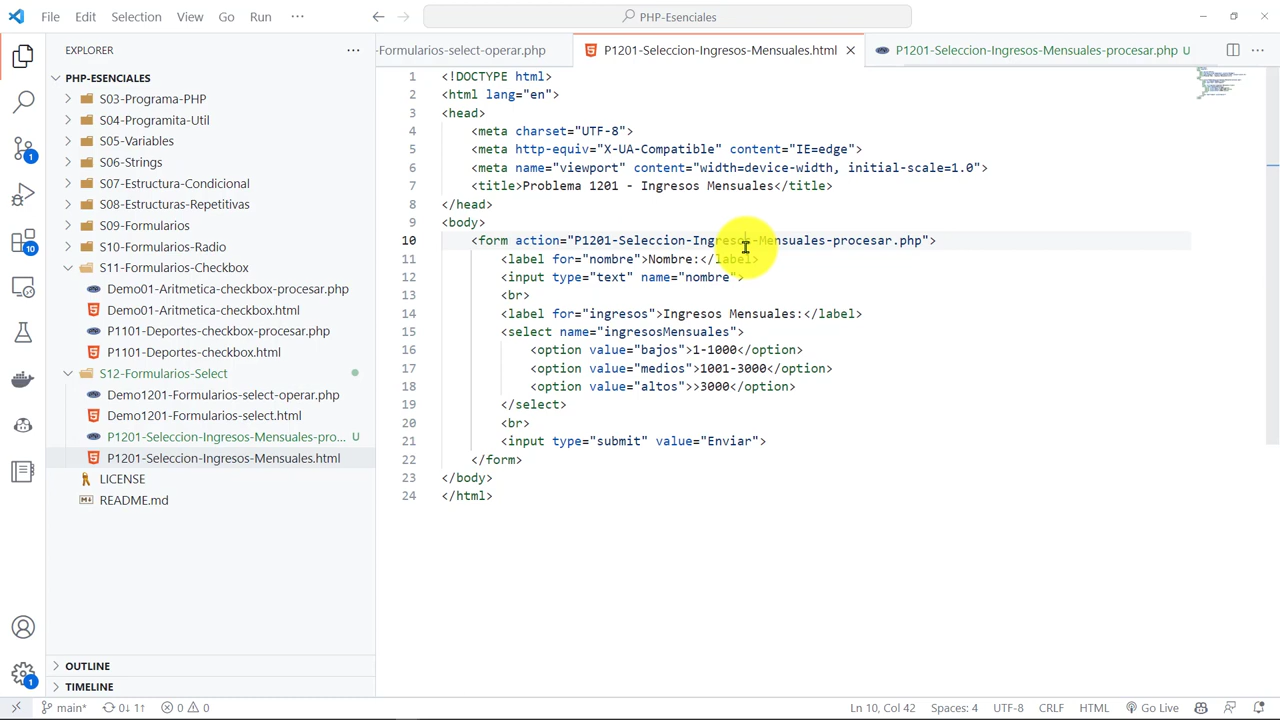 File Edit Selection View Go Run ···
PHP-Esenciales
EXPLORER ···
-Formularios-select-operar.php
P1201-Seleccion-Ingresos-Mensuales.html
P1201-Seleccion-Ingresos-Mensuales-procesar.php U
PHP-ESENCIALES
S03-Programa-PHP
S04-Programita-Util
S05-Variables
S06-Strings
S07-Estructura-Condicional
S08-Estructuras-Repetitivas
S09-Formularios
S10-Formularios-Radio
S11-Formularios-Checkbox
Demo01-Aritmetica-checkbox-procesar.php
Demo01-Aritmetica-checkbox.html
P1101-Deportes-checkbox-procesar.php
P1101-Deportes-checkbox.html
S12-Formularios-Select
Demo1201-Formularios-select-operar.php
Demo1201-Formularios-select.html
P1201-Seleccion-Ingresos-Mensuales-pro... U
P1201-Seleccion-Ingresos-Mensuales.html
LICENSE
README.md
OUTLINE
TIMELINE
1
10
1
1 <!DOCTYPE html>
2 <html lang="en">
3 <head>
4 <meta charset="UTF-8">
5 <meta http-equiv="X-UA-Compatible" content="IE=edge">
6 <meta name="viewport" content="width=device-width, initial-scale=1.0">
7 <title>Problema 1201 - Ingresos Mensuales</title>
8 </head>
9 <body>
10 <form action="P1201-Seleccion-Ingresos-Mensuales-procesar.php">
11 <label for="nombre">Nombre:</label>
12 <input type="text" name="nombre">
13 <br>
14 <label for="ingresos">Ingresos Mensuales:</label>
15 <select name="ingresosMensuales">
16 <option value="bajos">1-1000</option>
17 <option value="medios">1001-3000</option>
18 <option value="altos">>3000</option>
19 </select>
20 <br>
21 <input type="submit" value="Enviar">
22 </form>
23 </body>
24 </html>
main* 0↓ 1↑ 0 0 Ln 10, Col 42 Spaces: 4 UTF-8 CRLF HTML Go Live